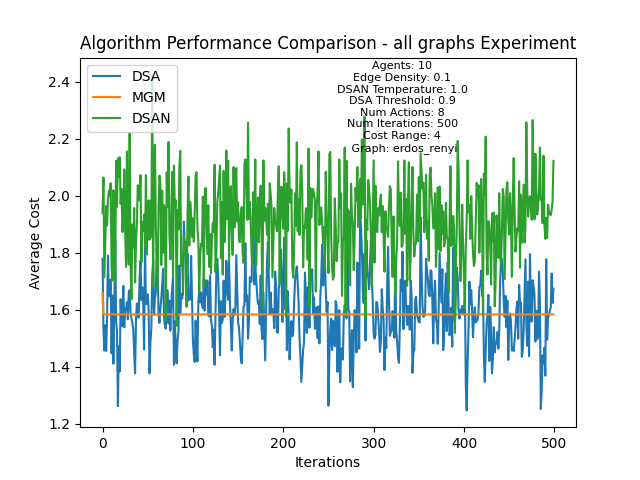 Algorithm Performance Comparison - all graphs Experiment
DSA
MGM
DSAN
Agents: 10
Edge Density: 0.1
DSAN Temperature: 1.0
DSA Threshold: 0.9
Num Actions: 8
Num Iterations: 500
Cost Range: 4
Graph: erdos_renyi
2.4
2.2
2.0
1.8
1.6
1.4
1.2
Average Cost
0
100
200
300
400
500
Iterations